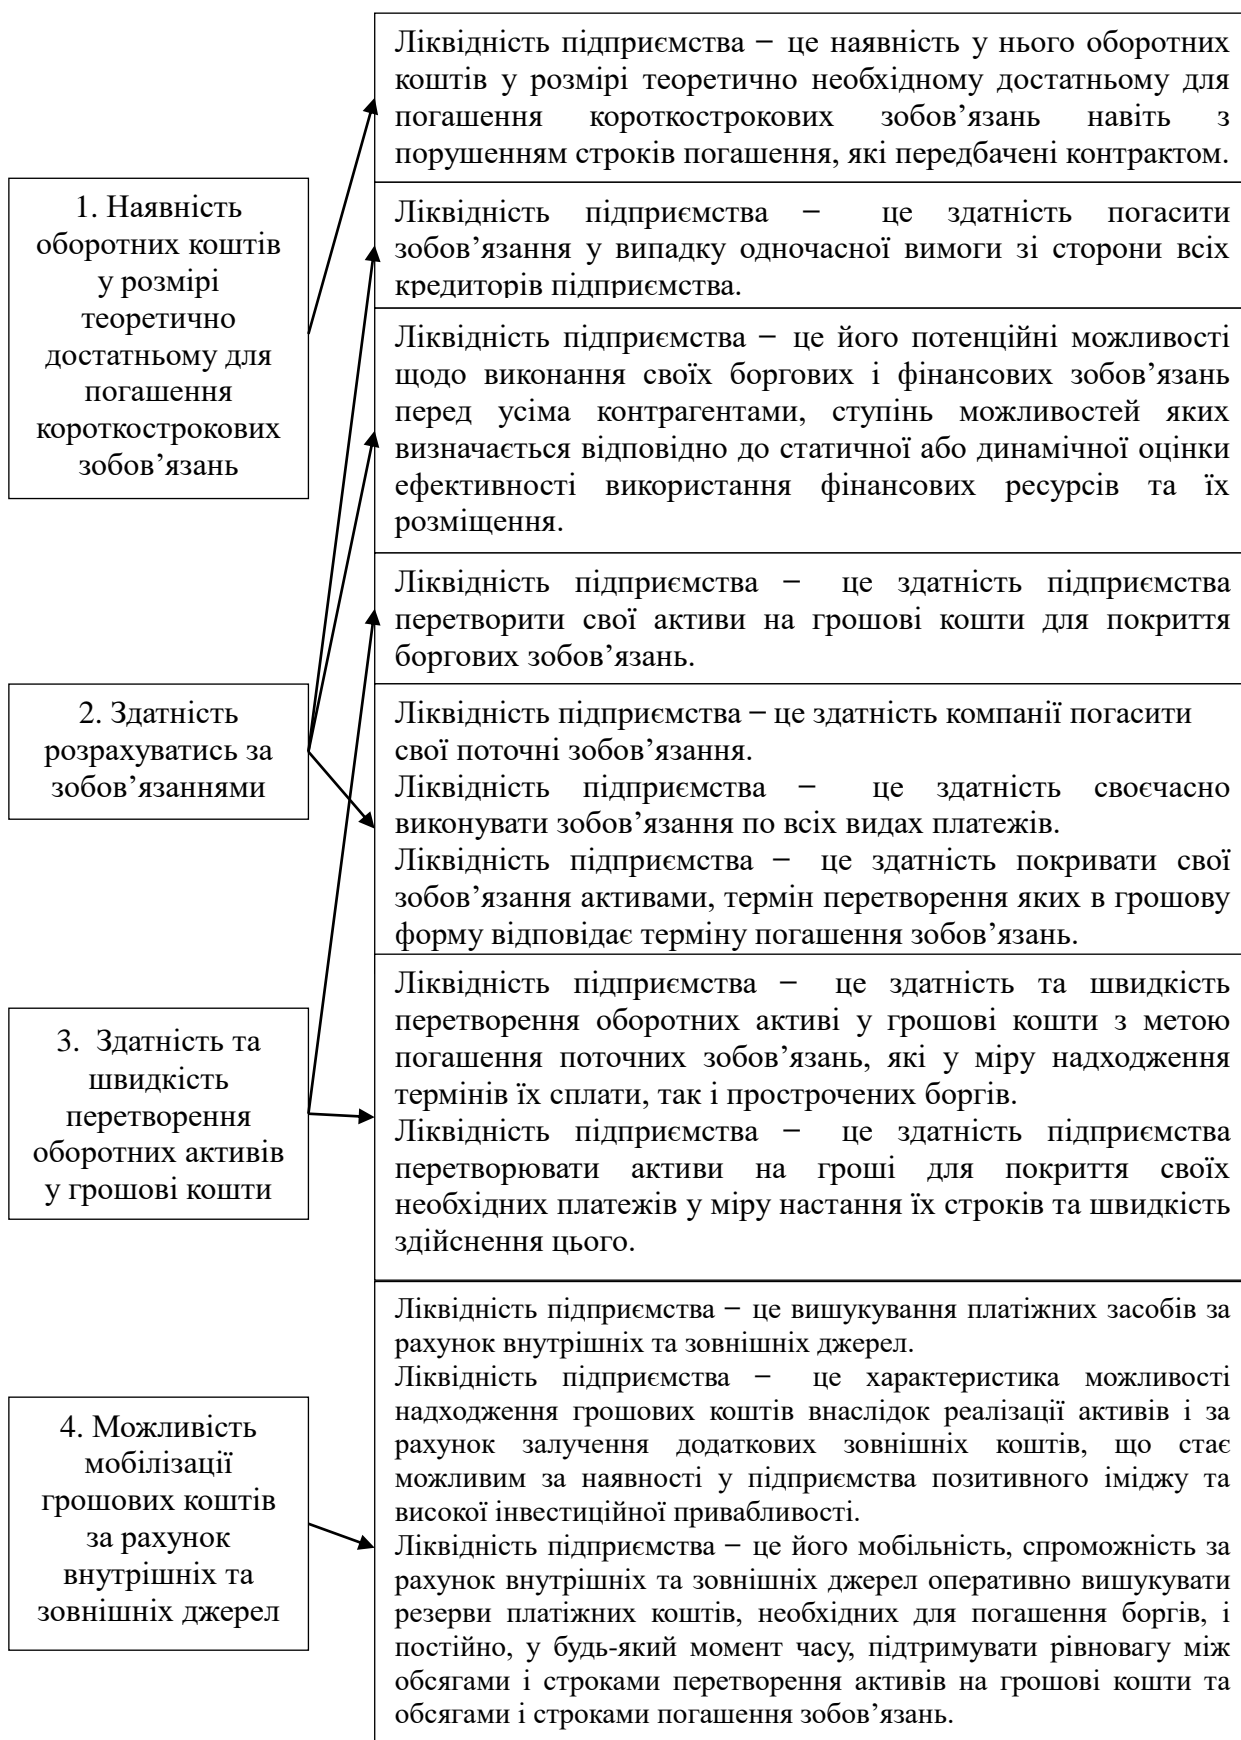 Ліквідність підприємства – це наявність у нього оборотних
коштів у розмірі теоретично необхідному достатньому для
погашення короткострокових зобов’язань навіть з
порушенням строків погашення, які передбачені контрактом.
1. Наявність
оборотних коштів
у розмірі
теоретично
достатньому для
погашення
короткострокових
зобов’язань
Ліквідність підприємства – це здатність погасити
зобов’язання у випадку одночасної вимоги зі сторони всіх
кредиторів підприємства.
Ліквідність підприємства – це його потенційні можливості
щодо виконання своїх боргових і фінансових зобов’язань
перед усіма контрагентами, ступінь можливостей яких
визначається відповідно до статичної або динамічної оцінки
ефективності використання фінансових ресурсів та їх
розміщення.
Ліквідність підприємства – це здатність підприємства
перетворити свої активи на грошові кошти для покриття
боргових зобов’язань.
2. Здатність
розрахуватись за
зобов’язаннями
Ліквідність підприємства – це здатність компанії погасити
свої поточні зобов’язання.
Ліквідність підприємства – це здатність своєчасно
виконувати зобов’язання по всіх видах платежів.
Ліквідність підприємства – це здатність покривати свої
зобов’язання активами, термін перетворення яких в грошову
форму відповідає терміну погашення зобов’язань.
3. Здатність та
швидкість
перетворення
оборотних активів
у грошові кошти
Ліквідність підприємства – це здатність та швидкість
перетворення оборотних активі у грошові кошти з метою
погашення поточних зобов’язань, які у міру надходження
термінів їх сплати, так і прострочених боргів.
Ліквідність підприємства – це здатність підприємства
перетворювати активи на гроші для покриття своїх
необхідних платежів у міру настання їх строків та швидкість
здійснення цього.
4. Можливість
мобілізації
грошових коштів
за рахунок
внутрішніх та
зовнішніх джерел
Ліквідність підприємства – це вишукування платіжних засобів за
рахунок внутрішніх та зовнішніх джерел.
Ліквідність підприємства – це характеристика можливості
надходження грошових коштів внаслідок реалізації активів і за
рахунок залучення додаткових зовнішніх коштів, що стає
можливим за наявності у підприємства позитивного іміджу та
високої інвестиційної привабливості.
Ліквідність підприємства – це його мобільність, спроможність за
рахунок внутрішніх та зовнішніх джерел оперативно вишукувати
резерви платіжних коштів, необхідних для погашення боргів, і
постійно, у будь-який момент часу, підтримувати рівновагу між
обсягами і строками перетворення активів на грошові кошти та
обсягами і строками погашення зобов’язань.